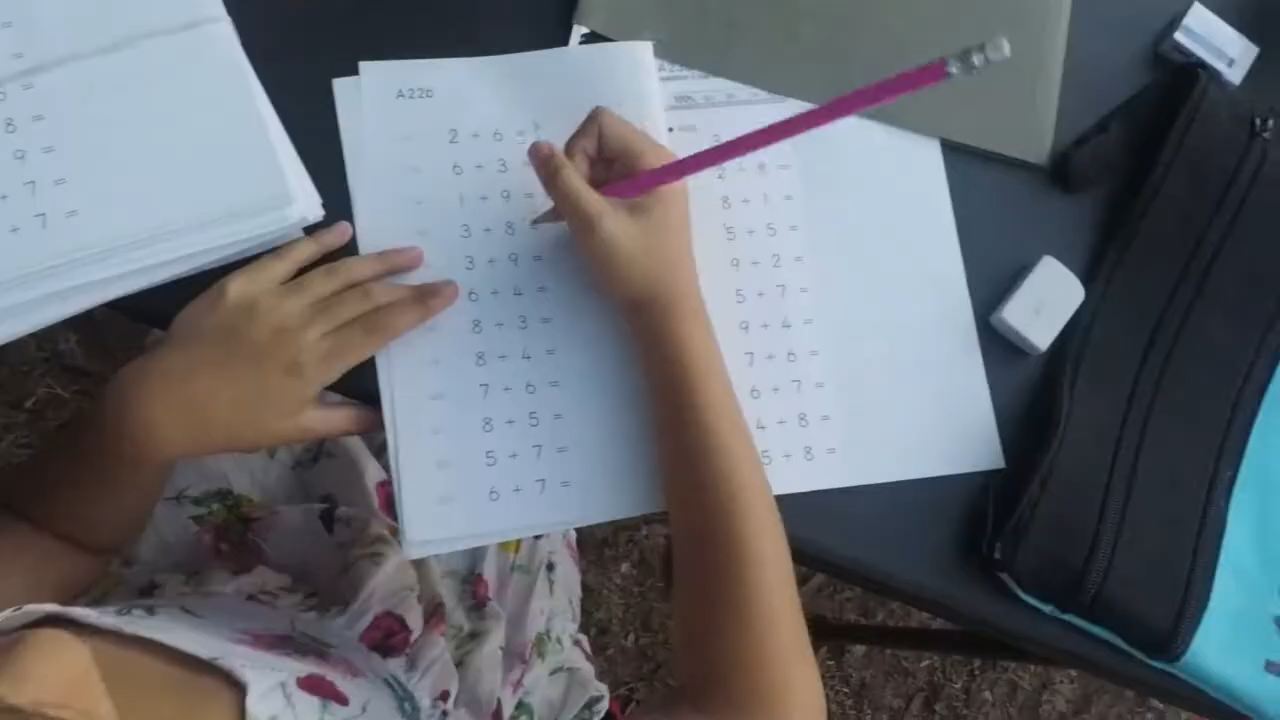 8 =
9 =
+ 7 =
+ 7 =
A22b
2 + 6 =
6 + 3
1 + 9 =
3 + 8 =
3 + 9 =
6 + 4 =
8 + 3 =
8 + 4 =
7 + 6 =
8 + 5 =
5 + 7 =
6 + 7 =
8 + 1 =
5 + 5 =
9 + 2 =
5 + 7 =
9 + 4 =
7 + 6 =
6 + 7 =
4 + 8 =
5 + 8 =